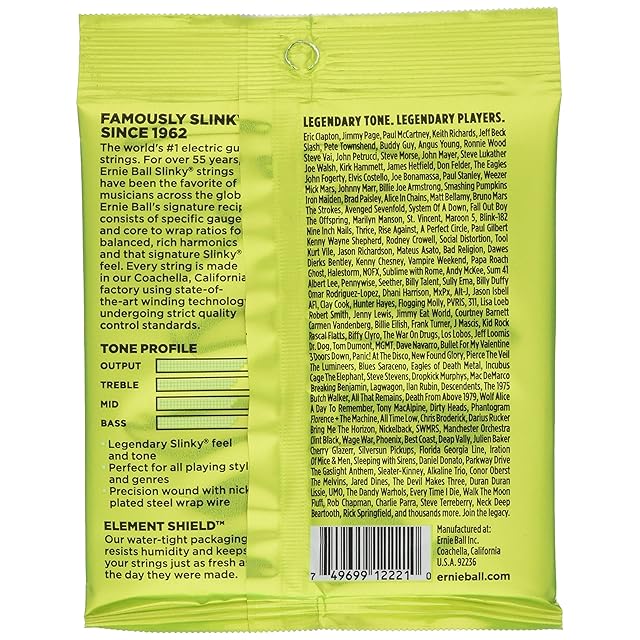 FAMOUSLY SLINKY
SINCE 1962
The world's #1 electric gu
strings. For over 55 years,
Ernie Ball Slinky® strings
have been the favorite of
musicians across the glob
Ernie Ball's signature recip
consists of specific gauge
and core to wrap ratios for
balanced, rich harmonics
and that signature Slinky®
feel. Every string is made
in our Coachella, California
factory using state-of-
the-art winding technology
undergoing strict quality
control standards.
TONE PROFILE
OUTPUT
TREBLE
MID
BASS
· Legendary Slinky® feel
and tone
· Perfect for all playing styl
and genres
· Precision wound with nick
plated steel wrap wire
ELEMENT SHIELD™
Our water-tight packaging
resists humidity and keeps
your strings just as fresh as
the day they were made.
LEGENDARY TONE. LEGENDARY PLAYERS.
Eric Clapton, Jimmy Page, Paul McCartney, Keith Richards, Jeff Beck
Slash, Pete Townshend, Buddy Guy, Angus Young, Ronnie Wood
Steve Vai, John Petrucci, Steve Morse, John Mayer, Steve Lukather
Joe Walsh, Kirk Hammett, James Hetfield, Don Felder, The Eagles
John Fogerty, Elvis Costello, Joe Bonamassa, Paul Stanley, Weezer
Mick Mars, Johnny Marr, Billie Joe Armstrong, Smashing Pumpkins
Iron Maiden, Brad Paisley, Alice In Chains, Matt Bellamy, Bruno Mars
The Strokes, Avenged Sevenfold, System Of A Down, Fall Out Boy
The Offspring, Marilyn Manson, St. Vincent, Maroon 5, Blink-182
Nine Inch Nails, Thrice, Rise Against, A Perfect Circle, Paul Gilbert
Kenny Wayne Shepherd, Rodney Crowell, Social Distortion, Tool
Kurt Vile, Jason Richardson, Mateus Asato, Bad Religion, Dawes
Dierks Bentley, Kenny Chesney, Vampire Weekend, Papa Roach
Ghost, Halestorm, NOFX, Sublime with Rome, Andy McKee, Sum 41
Albert Lee, Pennywise, Seether, Billy Talent, Sully Erna, Billy Duffy
Omar Rodriguez-Lopez, Dhani Harrison, MxPx, Alt-J, Jason Isbell
AFI, Clay Cook, Hunter Hayes, Flogging Molly, PVRIS, 311, Lisa Loeb
Robert Smith, Jenny Lewis, Jimmy Eat World, Courtney Barnett
Carmen Vandenberg, Billie Eilish, Frank Turner, J Mascis, Kid Rock
Rascal Flatts, Biffy Clyro, The War On Drugs, Los Lobos, Jeff Loomis
Dr. Dog, Tom Dumont, MGMT, Dave Navarro, Bullet For My Valentine
3 Doors Down, Panic! At The Disco, New Found Glory, Pierce The Veil
The Lumineers, Blues Saraceno, Eagles of Death Metal, Incubus
Cage The Elephant, Steve Stevens, Dropkick Murphys, Mac DeMarco
Breaking Benjamin, Lagwagon, Ilan Rubin, Descendents, The 1975
Butch Walker, All That Remains, Death From Above 1979, Wolf Alice
A Day To Remember, Tony MacAlpine, Dirty Heads, Phantogram
Florence + The Machine, All Time Low, Chris Broderick, Darius Rucker
Bring Me The Horizon, Nickelback, SWMRS, Manchester Orchestra
Clint Black, Wage War, Phoenix, Best Coast, Deap Vally, Julien Baker
Cherry Glazerr, Silversun Pickups, Florida Georgia Line, Iration
Of Mice & Men, Sleeping with Sirens, Daniel Donato, Parkway Drive
The Gaslight Anthem, Sleater-Kinney, Alkaline Trio, Conor Oberst
The Melvins, Jared Dines, The Devil Makes Three, Duran Duran
Lissie, UMO, The Dandy Warhols, Every Time I Die, Walk The Moon
Fluff, Rob Chapman, Charlie Parra, Steve Terreberry, Neck Deep
Beartooth, Rick Springfield, and thousands more. Join the legacy.
7 49699 12221 0
Manufactured at:
Ernie Ball Inc.
Coachella, California
U.S.A. 92236
ernieball.com